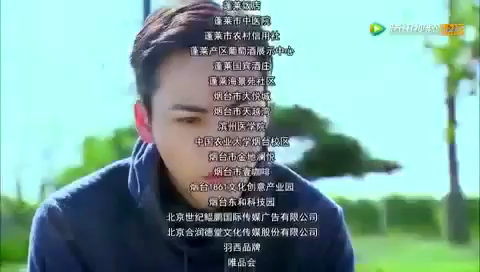 蓬莱饭店
蓬莱市中医院
蓬莱市农村信用社
蓬莱产区葡萄酒展示中心
蓬莱国宾酒庄
蓬莱海景苑社区
烟台市大悦城
烟台市天越湾
滨州医学院
中国农业大学烟台校区
烟台市金地澜悦
烟台市壹咖啡
烟台1861文化创意产业园
烟台东和科技园
北京世纪鲲鹏国际传媒广告有限公司
北京合润德堂文化传媒股份有限公司
羽西品牌
唯品会